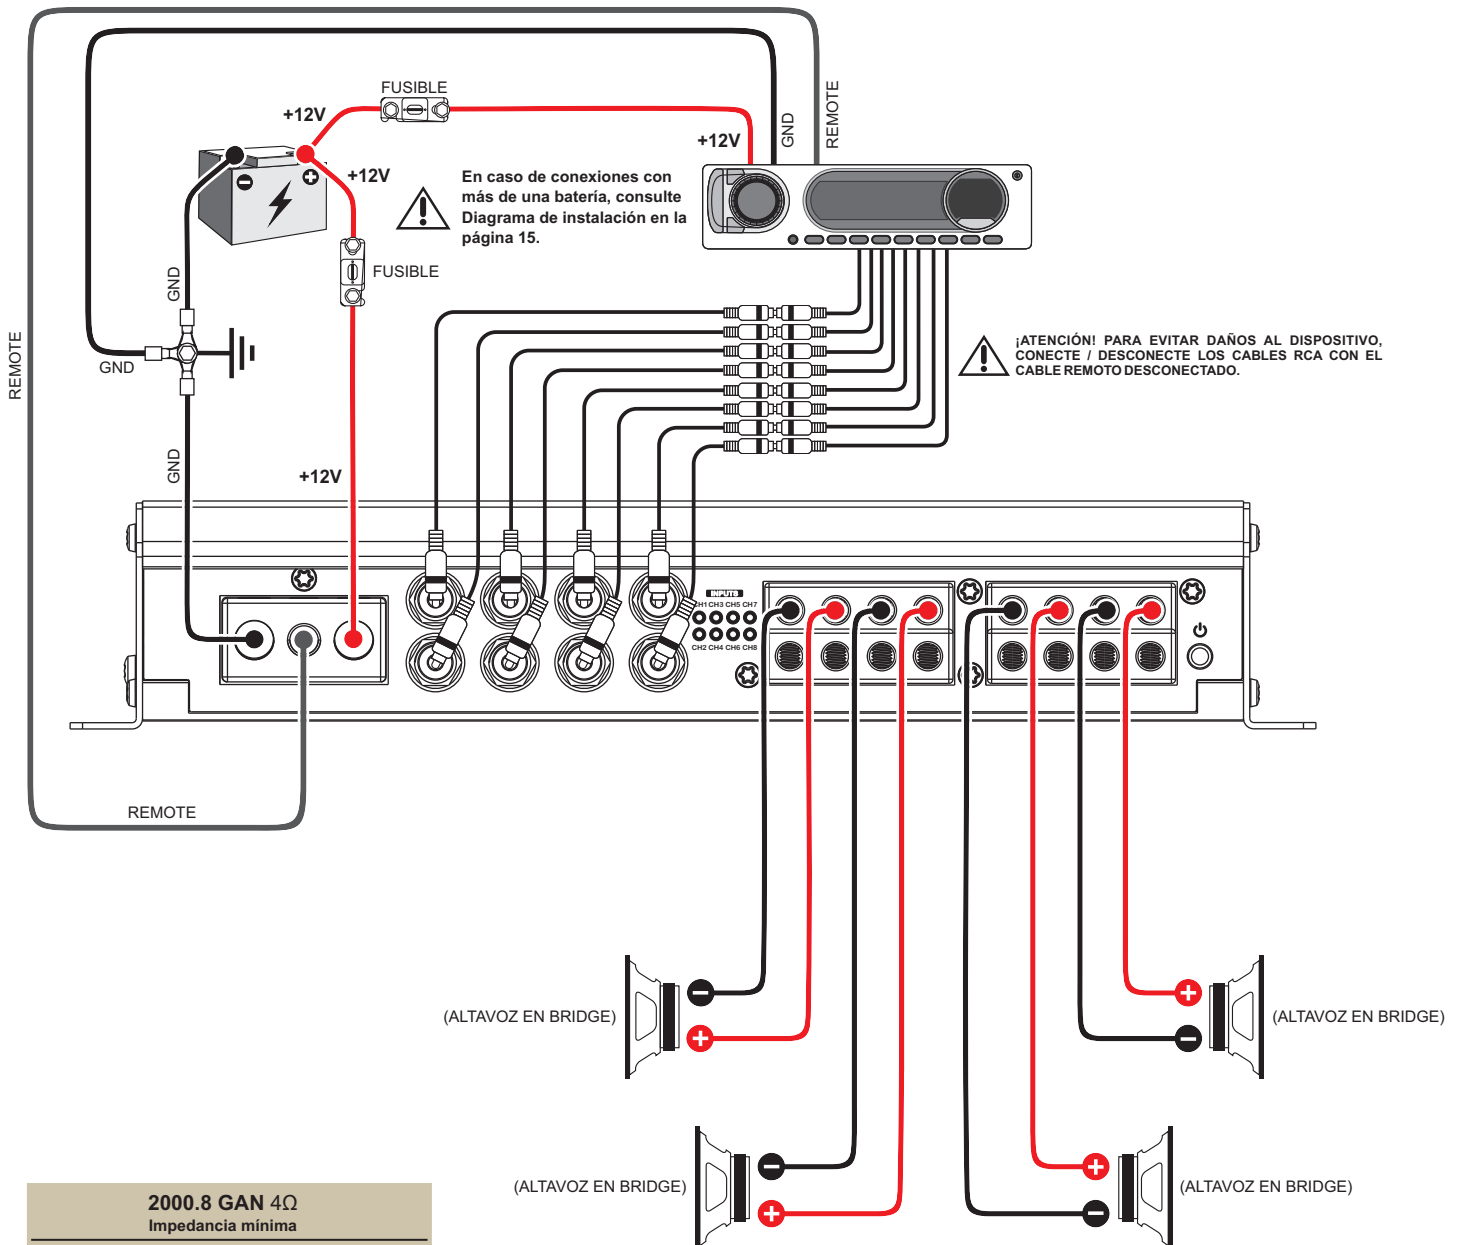 FUSIBLE
+12V
GND
REMOTE
+12V
+12V
En caso de conexiones con
más de una batería, consulte
Diagrama de instalación en la
página 15.
FUSIBLE
GND
REMOTE
GND
¡ATENCIÓN! PARA EVITAR DAÑOS AL DISPOSITIVO,
CONECTE / DESCONECTE LOS CABLES RCA CON EL
CABLE REMOTO DESCONECTADO.
GND
+12V
INPUTS
CH1 CH3 CH5 CH7
CH2 CH4 CH6 CH8
REMOTE
(ALTAVOZ EN BRIDGE)
(ALTAVOZ EN BRIDGE)
(ALTAVOZ EN BRIDGE)
(ALTAVOZ EN BRIDGE)
2000.8 GAN 4Ω
Impedancia mínima